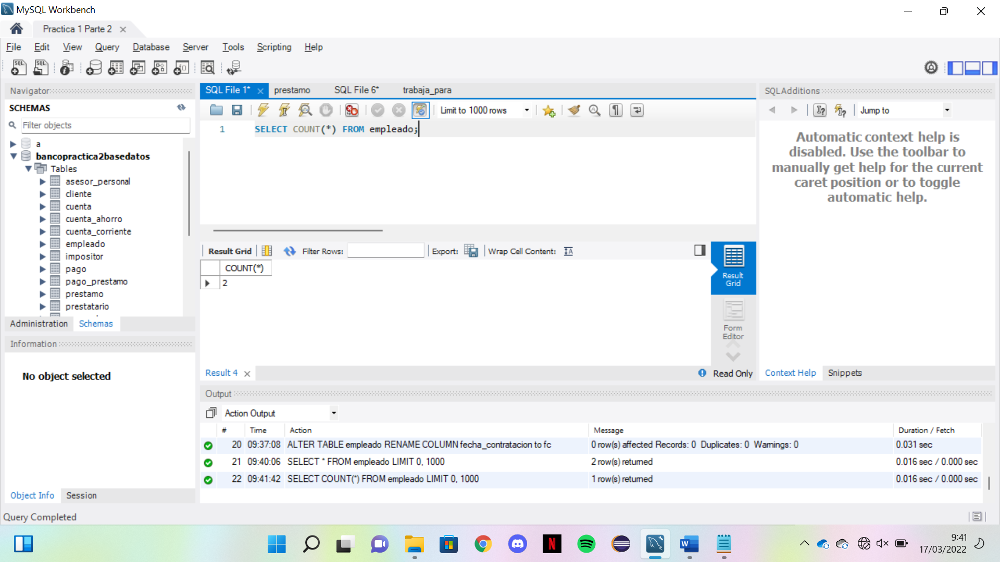 MySQL Workbench
Practica 1 Parte 2
File Edit View Query Database Server Tools Scripting Help
Navigator
SCHEMAS
Filter objects
a
bancopractica2basedatos
Tables
asesor_personal
cliente
cuenta
cuenta_ahorro
cuenta_corriente
empleado
impositor
pago
pago_prestamo
prestamo
prestatario
Administration Schemas
Information
No object selected
Object Info Session
SQL File 1* prestamo SQL File 6* trabaja_para
Limit to 1000 rows
1 SELECT COUNT(*) FROM empleado;
Result Grid Filter Rows: Export: Wrap Cell Content:
COUNT(*)
2
Result
Grid
Form
Editor
Result 4 Read Only
SQLAdditions
Jump to
Automatic context help is
disabled. Use the toolbar to
manually get help for the current
caret position or to toggle
automatic help.
Context Help Snippets
Output
Action Output
# Time Action Message Duration / Fetch
20 09:37:08 ALTER TABLE empleado RENAME COLUMN fecha_contratacion to fc 0 row(s) affected Records: 0 Duplicates: 0 Warnings: 0 0.031 sec
21 09:40:06 SELECT * FROM empleado LIMIT 0, 1000 2 row(s) returned 0.016 sec / 0.000 sec
22 09:41:42 SELECT COUNT(*) FROM empleado LIMIT 0, 1000 1 row(s) returned 0.016 sec / 0.000 sec
Query Completed
9:41
17/03/2022